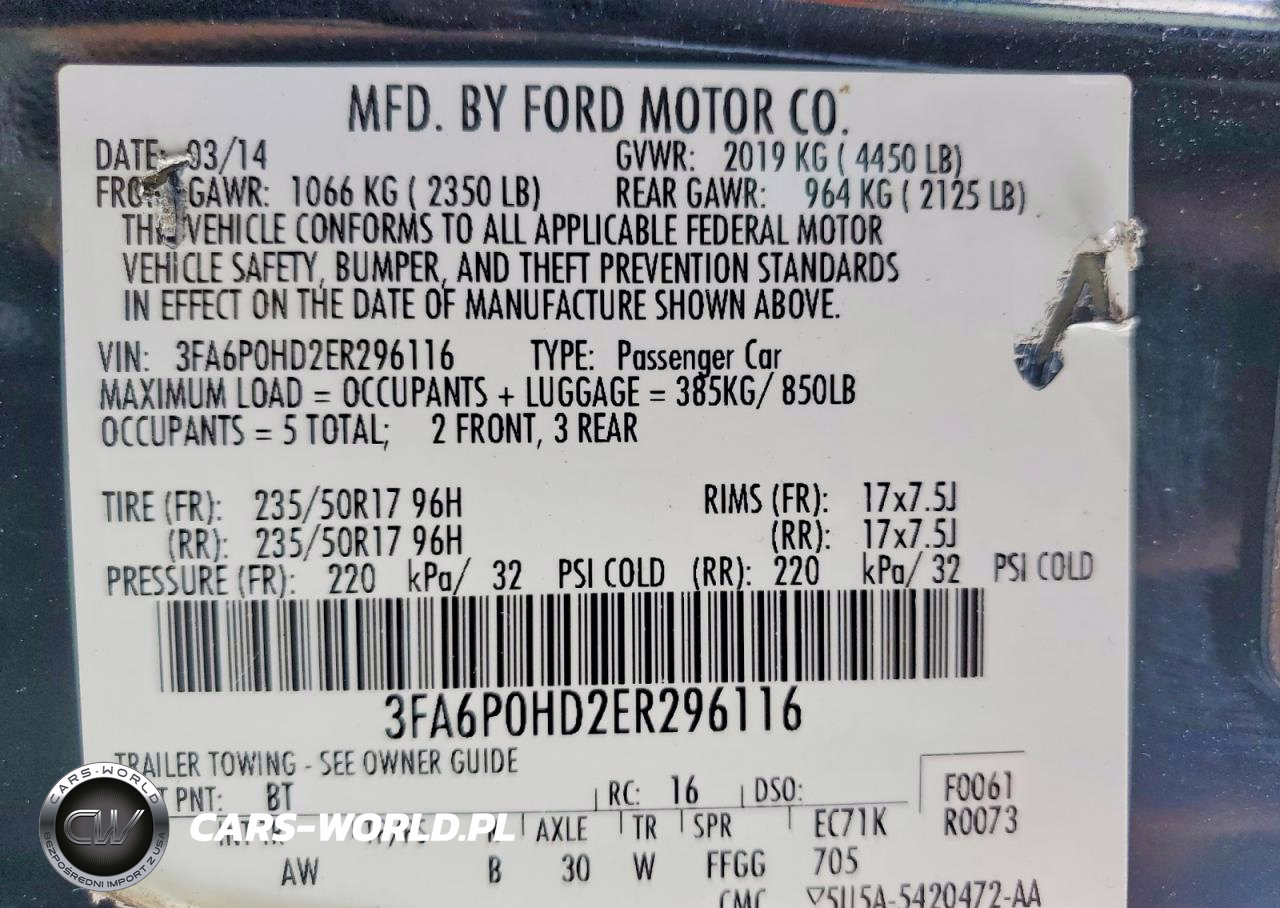 MFD. BY FORD MOTOR CO.
DATE: 03/14 GVWR: 2019 KG ( 4450 LB)
GAWR: 1066 KG ( 2350 LB) REAR GAWR: 964 KG ( 2125 LB)
VEHICLE CONFORMS TO ALL APPLICABLE FEDERAL MOTOR
VEHICLE SAFETY, BUMPER, AND THEFT PREVENTION STANDARDS
IN EFFECT ON THE DATE OF MANUFACTURE SHOWN ABOVE.
VIN: 3FA6P0HD2ER296116 TYPE: Passenger Car
MAXIMUM LOAD = OCCUPANTS + LUGGAGE = 385KG/ 850LB
OCCUPANTS = 5 TOTAL; 2 FRONT, 3 REAR
TIRE (FR): 235/50R17 96H RIMS (FR): 17x7.5J
(RR): 235/50R17 96H (RR): 17x7.5J
PRESSURE (FR): 220 kPa/ 32 PSI COLD (RR): 220 kPa/ 32 PSI COLD
3FA6P0HD2ER296116
TRAILER TOWING - SEE OWNER GUIDE
PNT: BT RC: 16 DSO: F0061
AXLE TR SPR EC71K R0073
AW B 30 W FFGG 705
CMC ▽5U5A-5420472-AA
CARS-WORLD
BEZPOŚREDNI IMPORT Z USA
CW
CARS-WORLD.PL